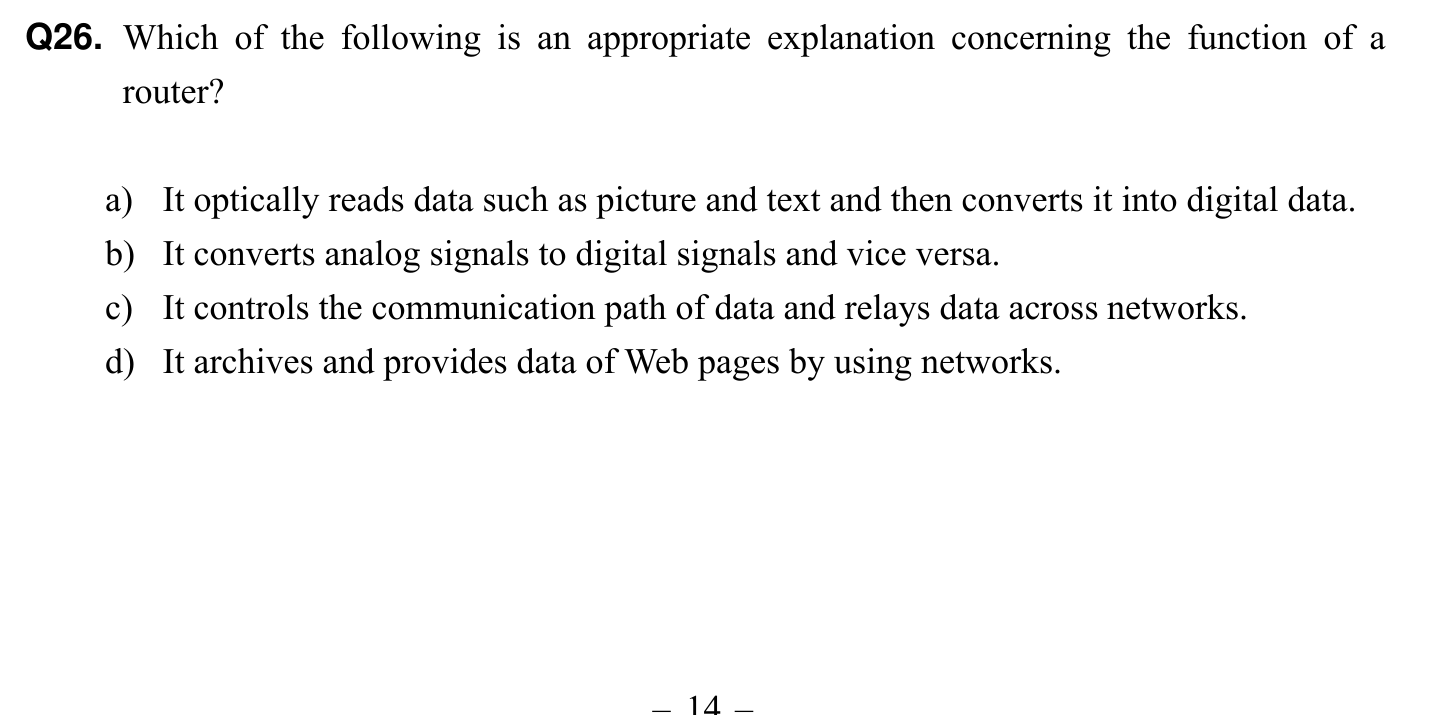 Q26. Which of the following is an appropriate explanation concerning the function of a
router?
a) It optically reads data such as picture and text and then converts it into digital data.
b) It converts analog signals to digital signals and vice versa.
c) It controls the communication path of data and relays data across networks.
d) It archives and provides data of Web pages by using networks.
– 14 –